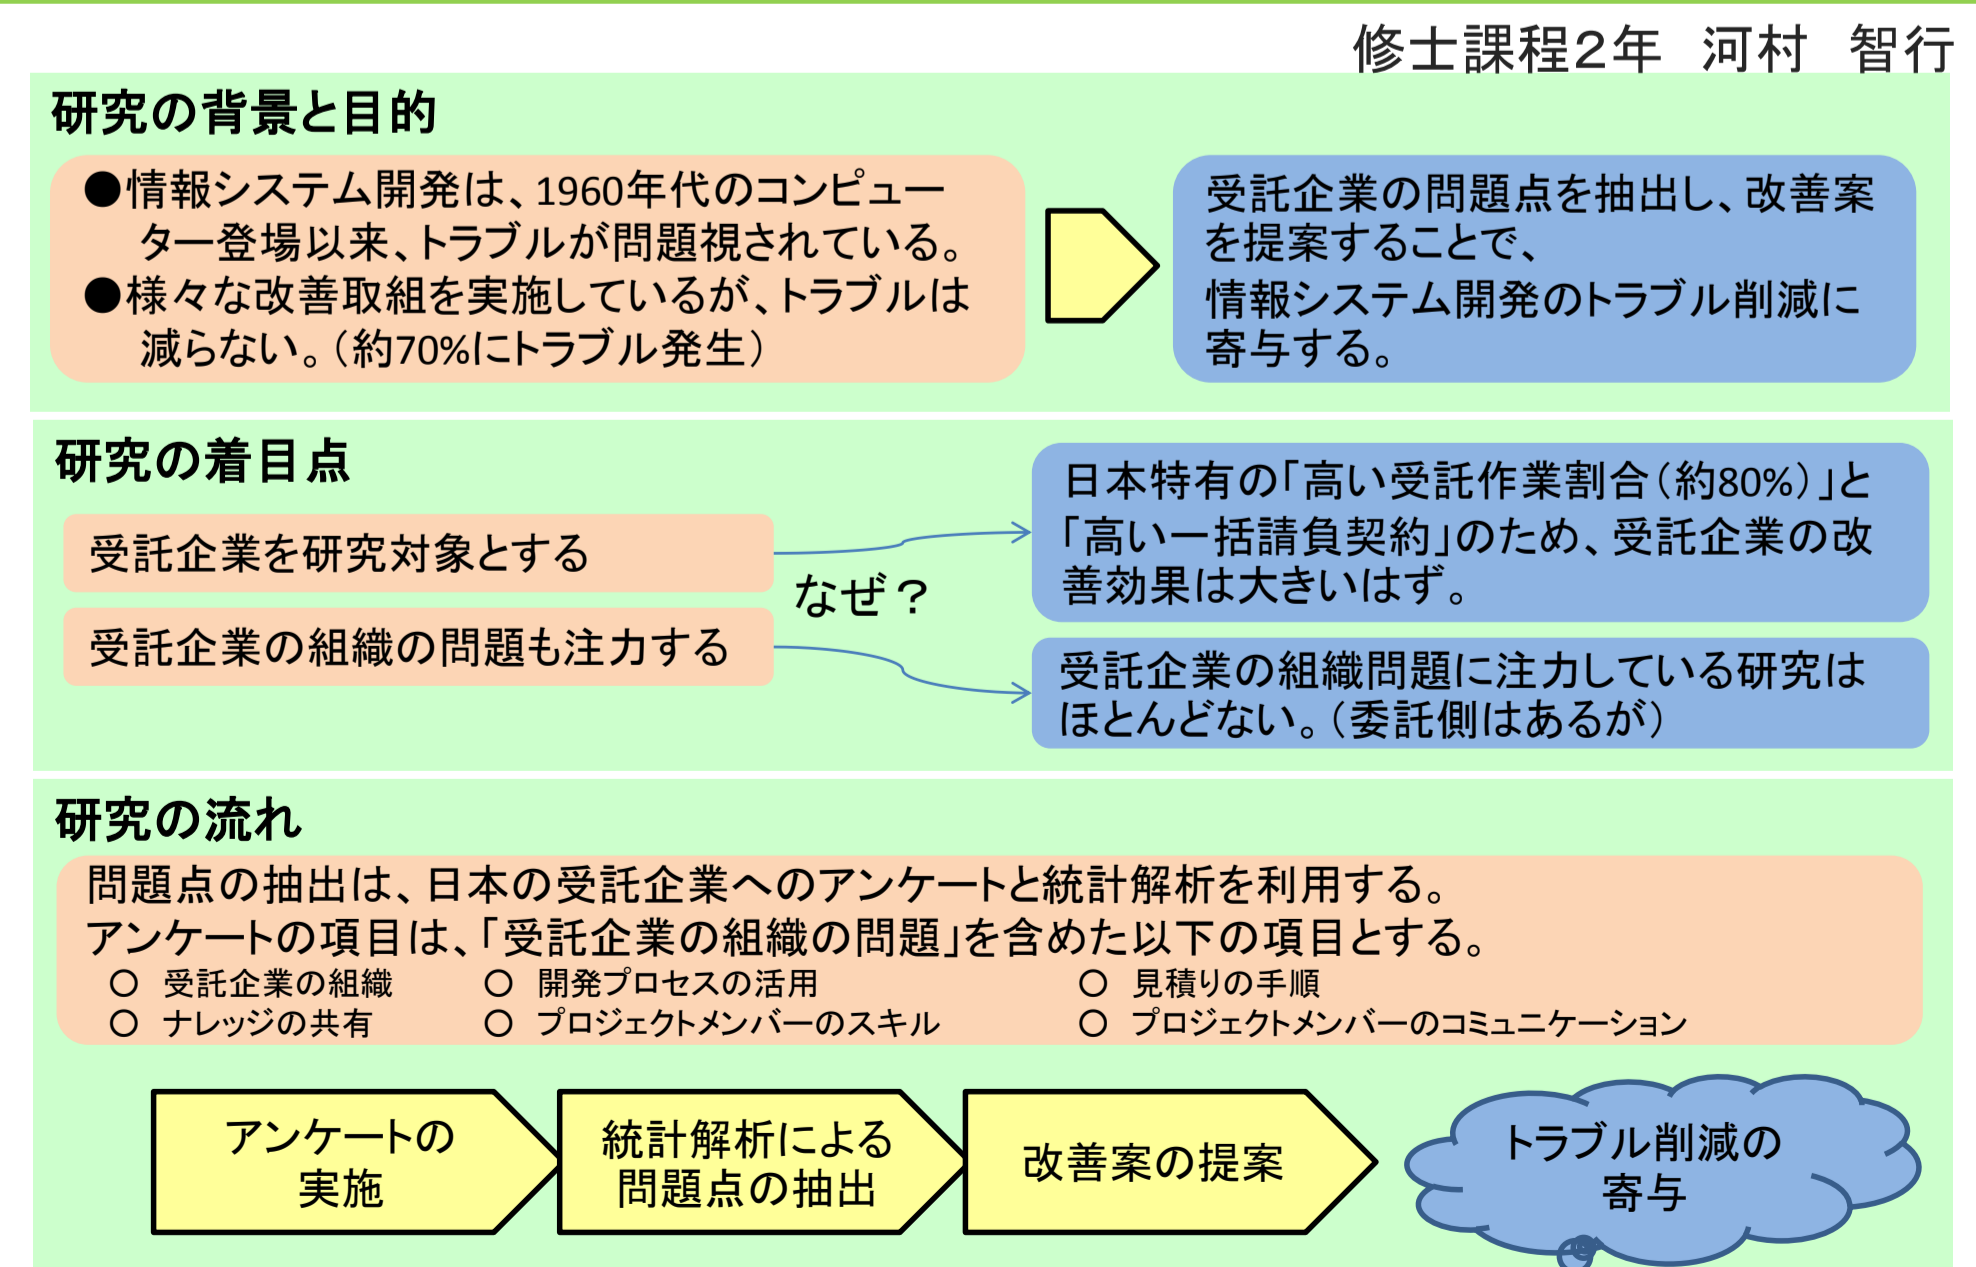 修士課程2年　河村　智行
研究の背景と目的
●情報システム開発は、1960年代のコンピュー
ター登場以来、トラブルが問題視されている。
●様々な改善取組を実施しているが、トラブルは
減らない。（約70%にトラブル発生）
受託企業の問題点を抽出し、改善案
を提案することで、
情報システム開発のトラブル削減に
寄与する。
研究の着目点
受託企業を研究対象とする
受託企業の組織の問題も注力する
なぜ？
日本特有の「高い受託作業割合（約80%）」と
「高い一括請負契約」のため、受託企業の改
善効果は大きいはず。
受託企業の組織問題に注力している研究は
ほとんどない。（委託側はあるが）
研究の流れ
問題点の抽出は、日本の受託企業へのアンケートと統計解析を利用する。
アンケートの項目は、「受託企業の組織の問題」を含めた以下の項目とする。
○　受託企業の組織　○　開発プロセスの活用　○　見積りの手順
○　ナレッジの共有　○　プロジェクトメンバーのスキル　○　プロジェクトメンバーのコミュニケーション
アンケートの
実施
統計解析による
問題点の抽出
改善案の提案
トラブル削減の
寄与